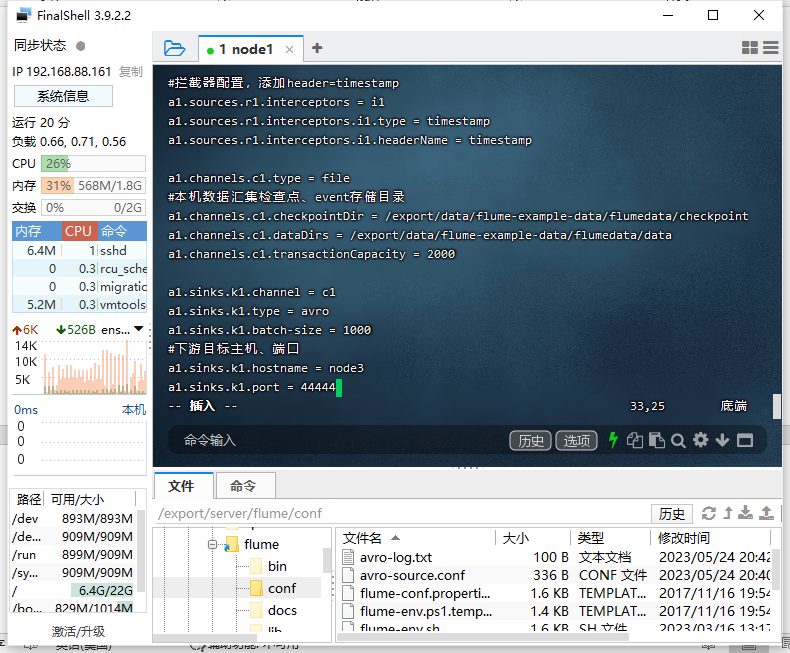 FinalShell 3.9.2.2
同步状态
IP 192.168.88.161 复制
系统信息
运行 20 分
负载 0.66, 0.71, 0.56
CPU 26%
内存 31% 568M/1.8G
交换 0% 0/2G
内存 CPU 命令
6.4M 1 sshd
0 0.3 rcu_sche
0 0.3 migratic
5.2M 0.3 vmtools
6K 526B ens...
14K
10K
5K
0ms 本机
0
0
0
路径 可用/大小
/dev 893M/893M
/de... 909M/909M
/run 899M/909M
/sy... 909M/909M
/ 6.4G/22G
/bo... 829M/1014M
激活/升级
1 node1
#拦截器配置，添加header=timestamp
a1.sources.r1.interceptors = i1
a1.sources.r1.interceptors.i1.type = timestamp
a1.sources.r1.interceptors.i1.headerName = timestamp
a1.channels.c1.type = file
#本机数据汇集检查点、event存储目录
a1.channels.c1.checkpointDir = /export/data/flume-example-data/flumedata/checkpoint
a1.channels.c1.dataDirs = /export/data/flume-example-data/flumedata/data
a1.channels.c1.transactionCapacity = 2000
a1.sinks.k1.channel = c1
a1.sinks.k1.type = avro
a1.sinks.k1.batch-size = 1000
#下游目标主机、端口
a1.sinks.k1.hostname = node3
a1.sinks.k1.port = 44444
-- 插入 -- 33,25 底端
命令输入 历史 选项
文件 命令
/export/server/flume/conf 历史
flume
bin
conf
docs
lib
文件名 大小 类型 修改时间
avro-log.txt 100 B 文本文档 2023/05/24 20:42
avro-source.conf 336 B CONF 文件 2023/05/24 20:40
flume-conf.properti... 1.6 KB TEMPLAT... 2017/11/16 19:54
flume-env.ps1.temp... 1.4 KB TEMPLAT... 2017/11/16 19:54
flume-env.sh 1.6 KB SH 文件 2023/03/16 13:17